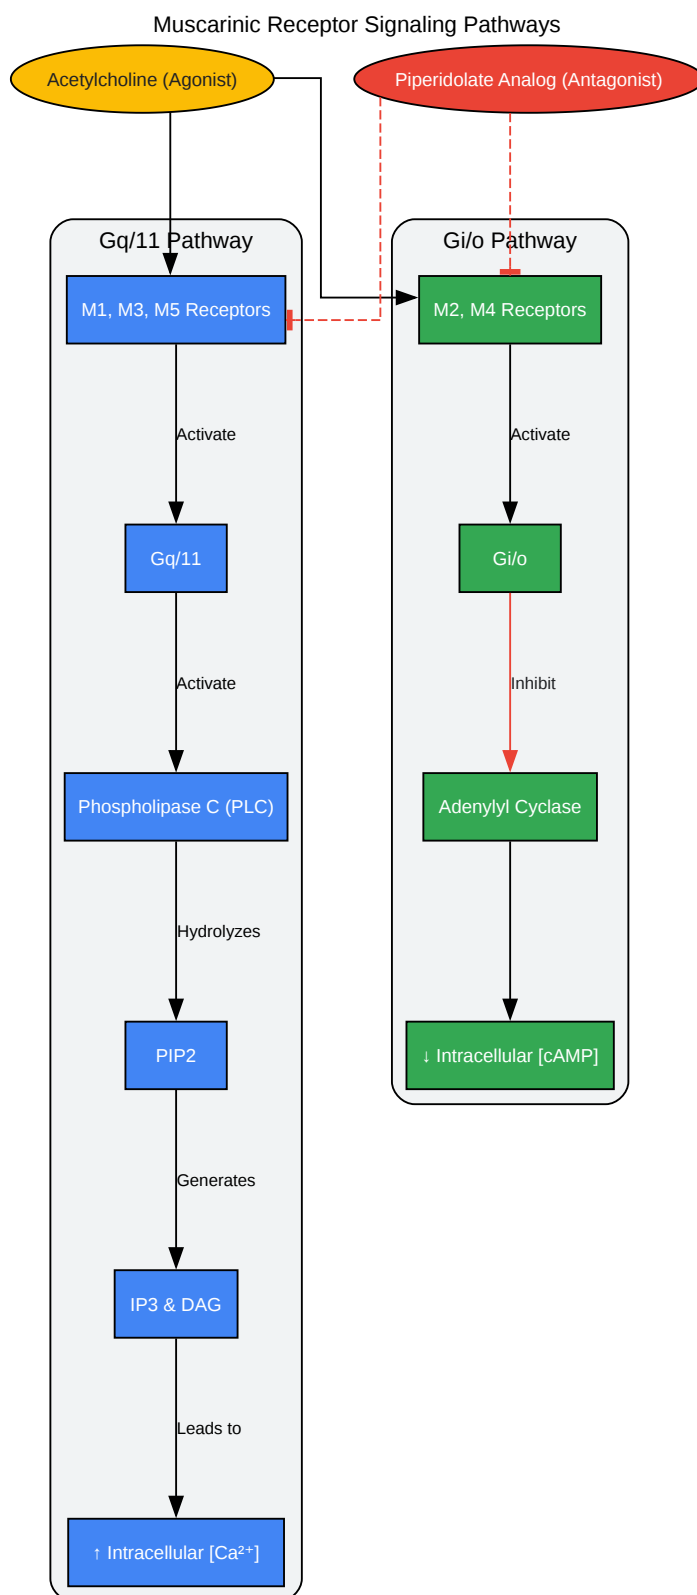 Muscarinic Receptor Signaling Pathways
Acetylcholine (Agonist)
Piperidolate Analog (Antagonist)
Gq/11 Pathway
M1, M3, M5 Receptors
Activate
Gq/11
Activate
Phospholipase C (PLC)
Hydrolyzes
PIP2
Generates
IP3 & DAG
Leads to
↑ Intracellular [Ca²⁺]
Gi/o Pathway
M2, M4 Receptors
Activate
Gi/o
Inhibit
Adenylyl Cyclase
↓ Intracellular [cAMP]